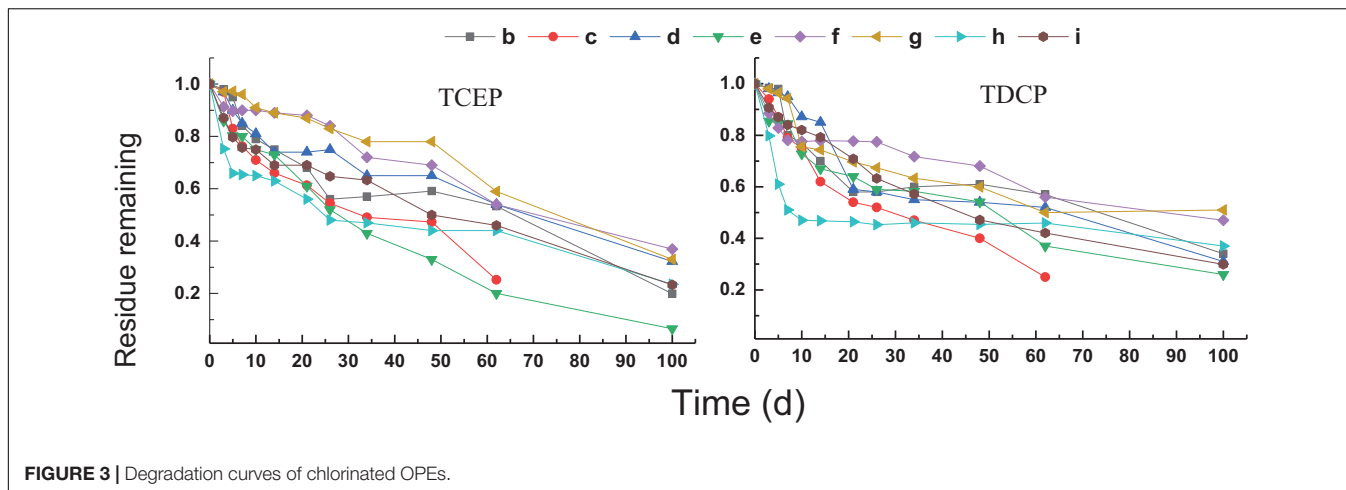 b c d e f g h i
TCEP
TDCP
Residue remaining
1.0
0.8
0.6
0.4
0.2
0 10 20 30 40 50 60 70 80 90 100
1.0
0.8
0.6
0.4
0.2
0 10 20 30 40 50 60 70 80 90 100
Time (d)
FIGURE 3 | Degradation curves of chlorinated OPEs.